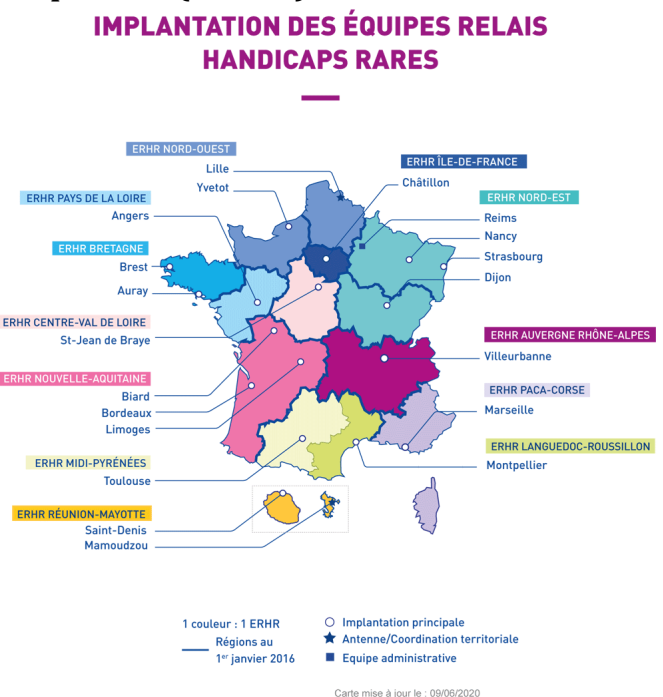 IMPLANTATION DES ÉQUIPES RELAIS
HANDICAPS RARES
ERHR NORD-OUEST
Lille
Yvetot
ERHR ÎLE-DE-FRANCE
Châtillon
ERHR PAYS DE LA LOIRE
Angers
ERHR NORD-EST
Reims
Nancy
Strasbourg
Dijon
ERHR BRETAGNE
Brest
Auray
ERHR CENTRE-VAL DE LOIRE
St-Jean de Braye
ERHR AUVERGNE RHÔNE-ALPES
Villeurbanne
ERHR NOUVELLE-AQUITAINE
Biard
Bordeaux
Limoges
ERHR PACA-CORSE
Marseille
ERHR LANGUEDOC-ROUSSILLON
Montpellier
ERHR MIDI-PYRÉNÉES
Toulouse
ERHR RÉUNION-MAYOTTE
Saint-Denis
Mamoudzou
1 couleur : 1 ERHR
Régions au
1er janvier 2016
Implantation principale
Antenne/Coordination territoriale
Equipe administrative
Carte mise à jour le : 09/06/2020